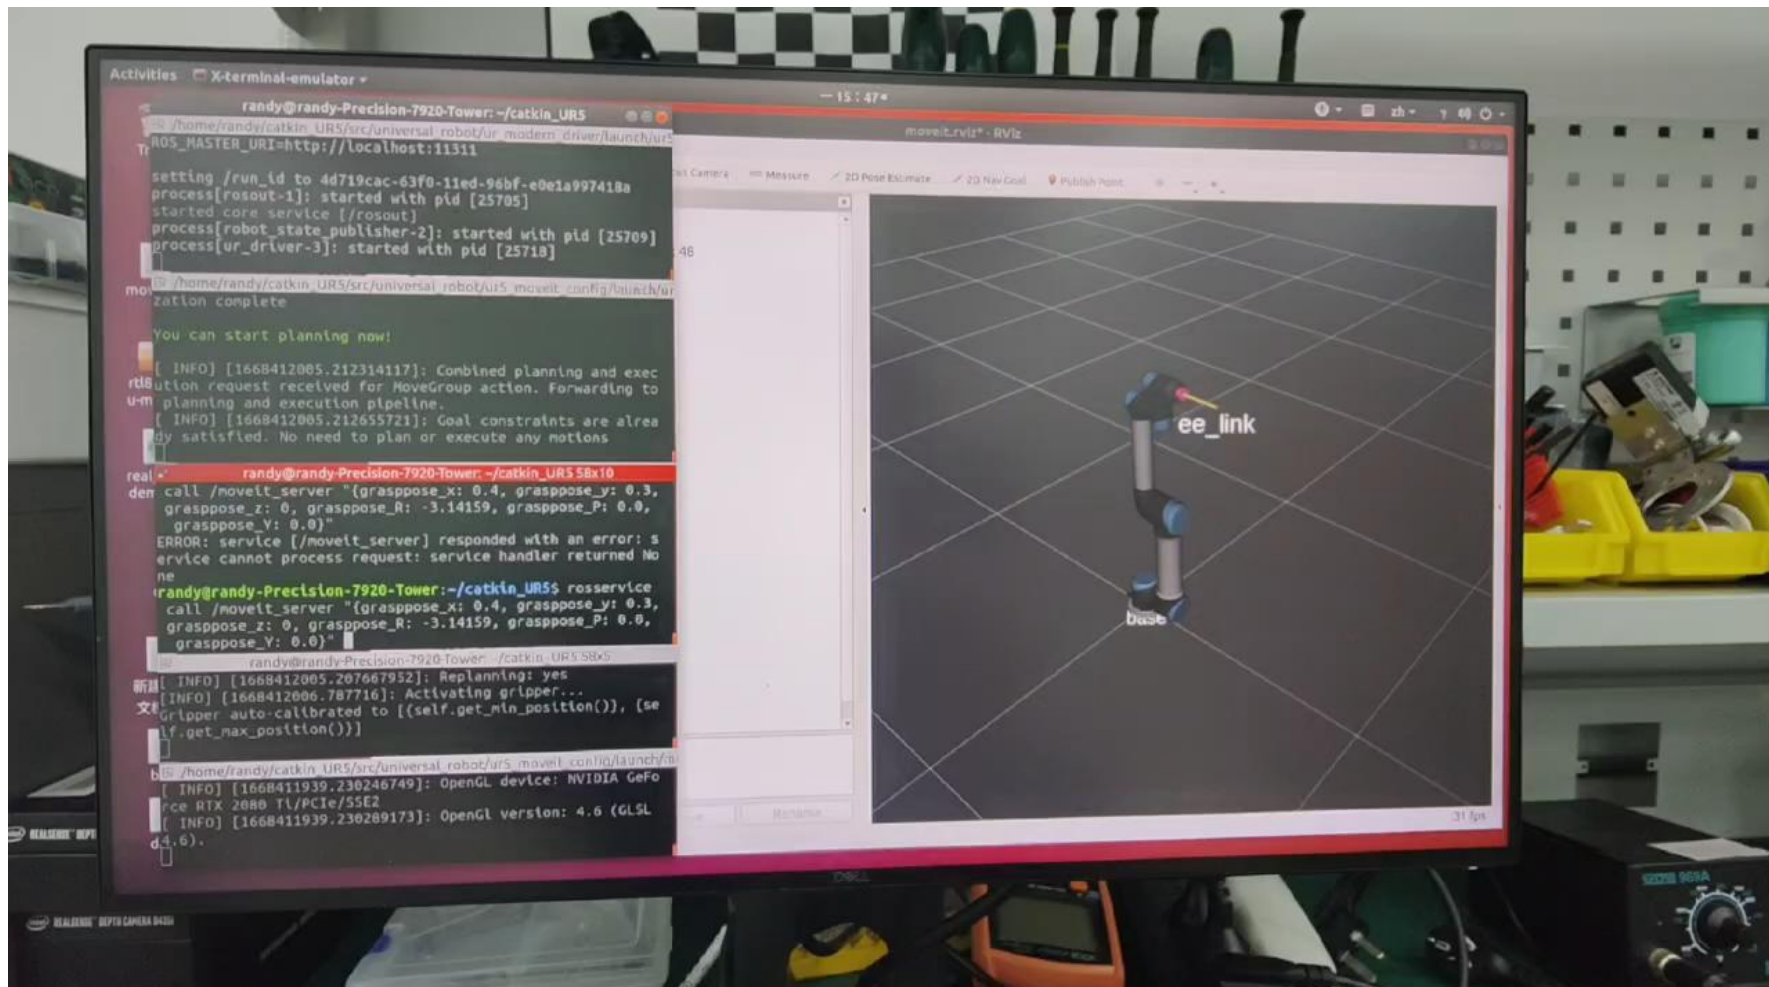 Activities X-terminal-emulator
15:47
zh
randy@randy-Precision-7920-Tower: ~/catkin_UR5
/home/randy/catkin_UR5/src/universal_robot/ur_modern_driver/launch/ur5
ROS_MASTER_URI=http://localhost:11311
setting /run_id to 4d719cac-63f0-11ed-96bf-e0e1a997418a
process[rosout-1]: started with pid [25705]
started core service [/rosout]
process[robot_state_publisher-2]: started with pid [25709]
process[ur_driver-3]: started with pid [25718]
/home/randy/catkin_UR5/src/universal_robot/ur5_moveit_config/launch/ur
zation complete
You can start planning now!
[ INFO] [1668412005.212314117]: Combined planning and exec
ution request received for MoveGroup action. Forwarding to
planning and execution pipeline.
[ INFO] [1668412005.212655721]: Goal constraints are alrea
dy satisfied. No need to plan or execute any motions
randy@randy-Precision-7920-Tower: ~/catkin_UR5 58x10
call /moveit_server "{grasppose_x: 0.4, grasppose_y: 0.3,
grasppose_z: 0, grasppose_R: -3.14159, grasppose_P: 0.0,
grasppose_Y: 0.0}"
ERROR: service [/moveit_server] responded with an error: s
ervice cannot process request: service handler returned No
ne
randy@randy-Precision-7920-Tower:~/catkin_UR5$ rosservice
call /moveit_server "{grasppose_x: 0.4, grasppose_y: 0.3,
grasppose_z: 0, grasppose_R: -3.14159, grasppose_P: 0.0,
grasppose_Y: 0.0}"
randy@randy-Precision-7920-Tower: ~/catkin_UR5 58x5
[ INFO] [1668412005.207667952]: Replanning: yes
[INFO] [1668412006.787716]: Activating gripper...
Gripper auto-calibrated to [{self.get_min_position()}, {se
lf.get_max_position()}]
/home/randy/catkin_UR5/src/universal_robot/ur5_moveit_config/launch/m
[ INFO] [1668411939.230246749]: OpenGL device: NVIDIA GeFo
rce RTX 2080 Ti/PCIe/SSE2
[ INFO] [1668411939.230289173]: OpenGl version: 4.6 (GLSL
4.6).
moveit.rviz* - RViz
Camera Measure 2D Pose Estimate 2D Nav Goal Publish Point
48
ee_link
base
Rename
31 fps
DELL
REALSENSE DEPT
REALSENSE DEPTH CAMERA D435i
969A